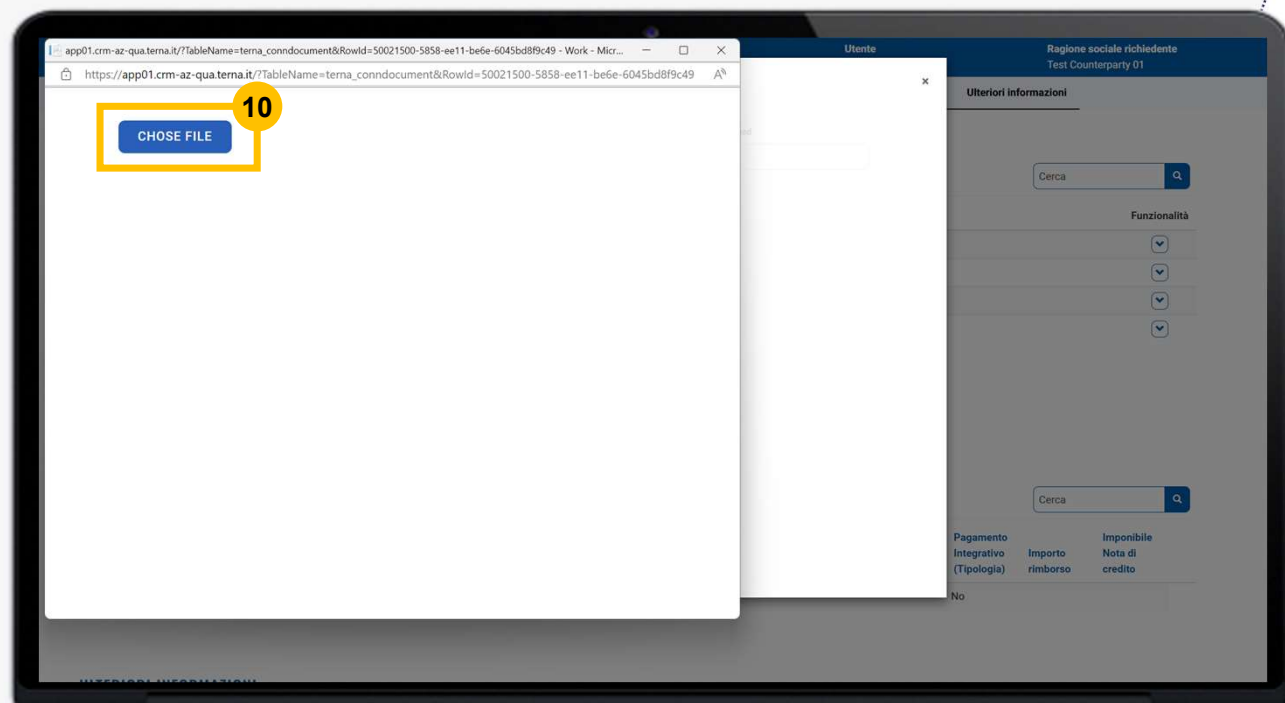 app01.crm-az-qua.terna.it/?TableName=terna_conndocument&RowId=50021500-5858-ee11-be6e-6045bd8f9c49 - Work - Micr...
https://app01.crm-az-qua.terna.it/?TableName=terna_conndocument&RowId=50021500-5858-ee11-be6e-6045bd8f9c49
10
CHOSE FILE
Utente
Ragione sociale richiedente
Test Counterparty 01
×
Ulteriori informazioni
Cerca
Funzionalità
Cerca
Pagamento
Integrativo
(Tipologia)
Importo
rimborso
Imponibile
Nota di
credito
No
ULTERIORI INFORMAZIONI